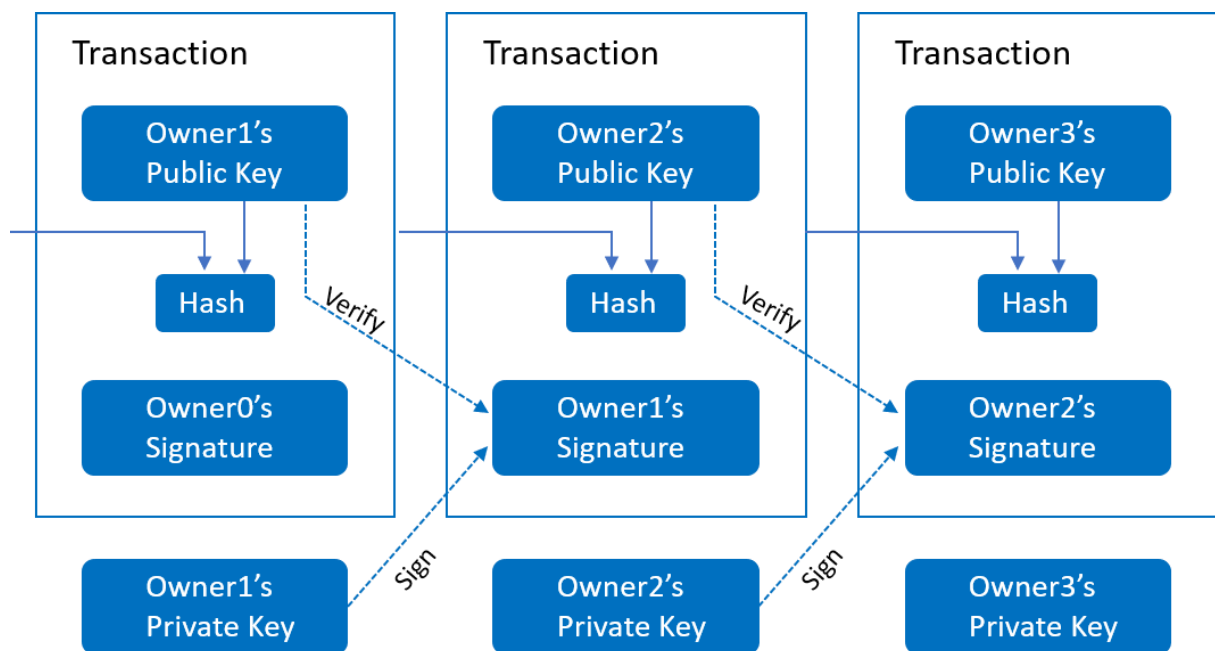 Transaction
Owner1's
Public Key
Hash
Owner0's
Signature
Owner1's
Private Key
Verify
Sign
Transaction
Owner2's
Public Key
Hash
Owner1's
Signature
Owner2's
Private Key
Verify
Sign
Transaction
Owner3's
Public Key
Hash
Owner2's
Signature
Owner3's
Private Key